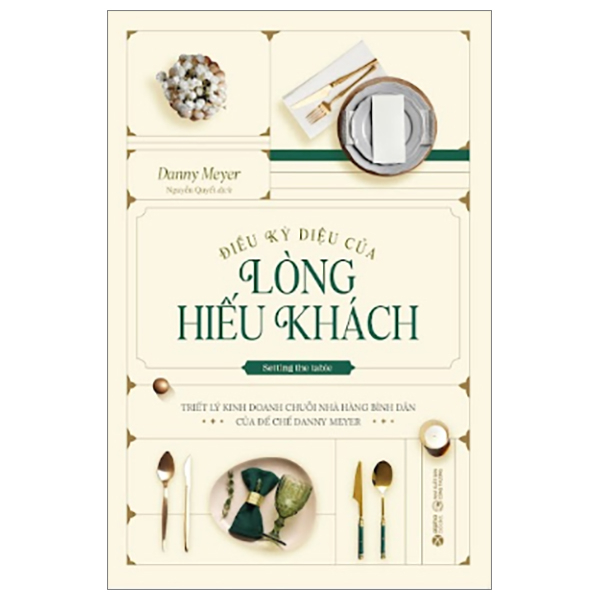 Danny Meyer
Nguyễn Quyết dịch
ĐIỀU KỲ DIỆU CỦA
LÒNG
HIẾU KHÁCH
Setting the table
TRIẾT LÝ KINH DOANH CHUỖI NHÀ HÀNG BÌNH DÂN
CỦA ĐẾ CHẾ DANNY MEYER